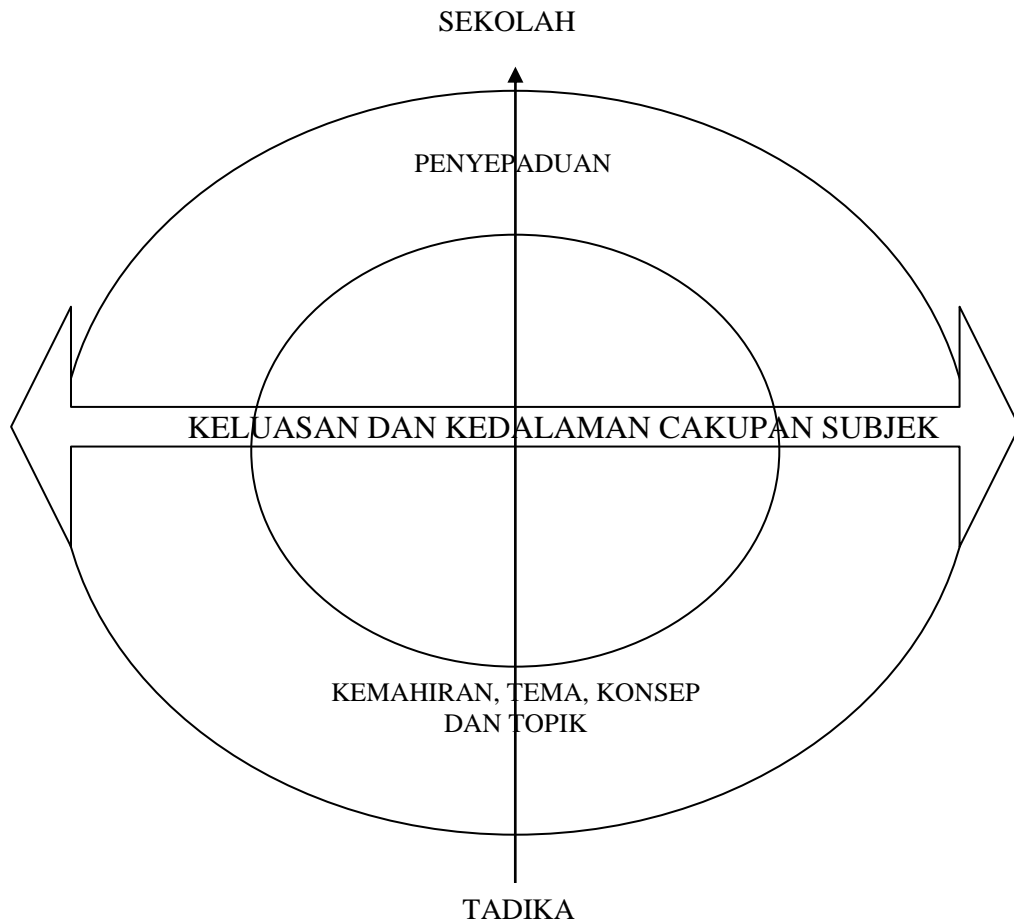 SEKOLAH
PENYEPADUAN
KELUASAN DAN KEDALAMAN CAKUPAN SUBJEK
KEMAHIRAN, TEMA, KONSEP
DAN TOPIK
TADIKA